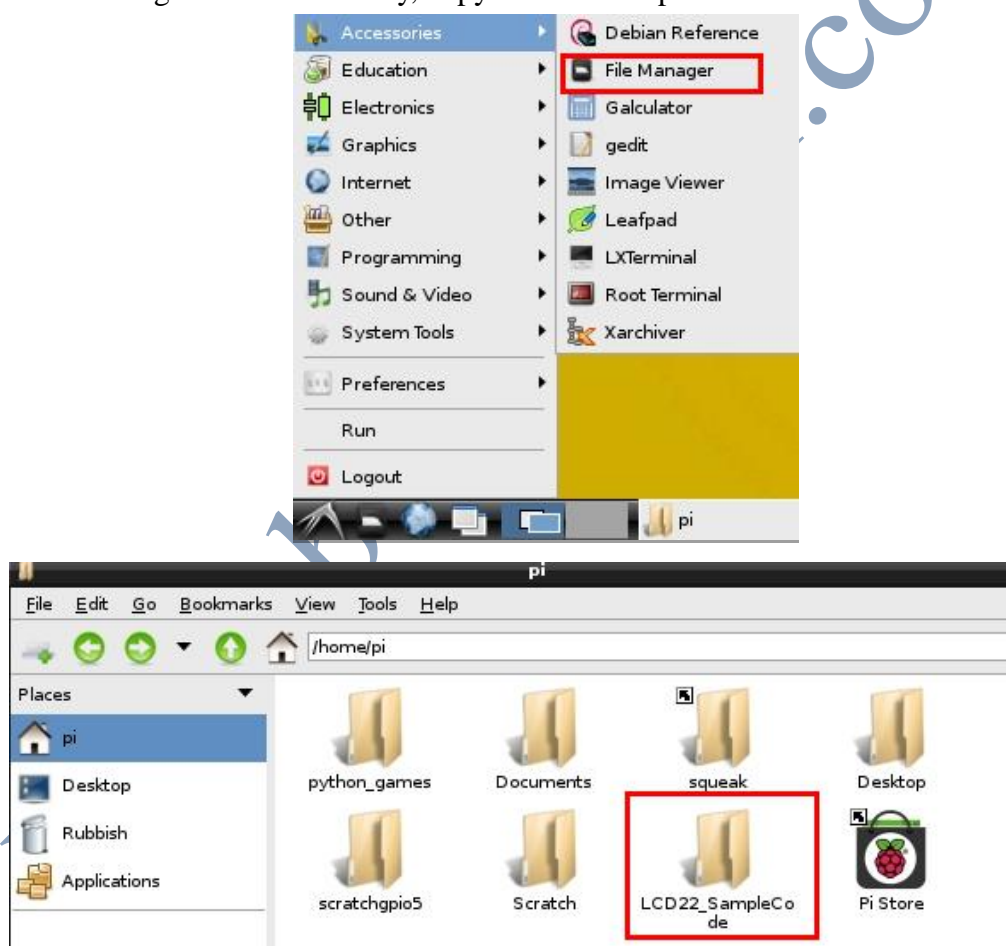 Accessories
Debian Reference
Education
File Manager
Electronics
Galculator
Graphics
gedit
Internet
Image Viewer
Other
Leafpad
Programming
LXTerminal
Sound & Video
Root Terminal
System Tools
Xarchiver
Preferences
Run
Logout
pi
pi
File Edit Go Bookmarks View Tools Help
/home/pi
Places
pi
Desktop
Rubbish
Applications
python_games Documents squeak Desktop
scratchgpio5 Scratch LCD22_SampleCo Pi Store
de